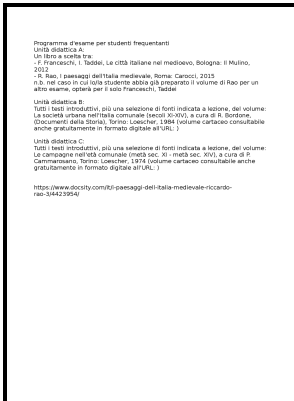 Programma d'esame per studenti frequentanti
Unità didattica A:
Un libro a scelta tra:
- F. Franceschi, I. Taddei, Le città italiane nel medioevo, Bologna: Il Mulino,
2012
- R. Rao, I paesaggi dell'Italia medievale, Roma: Carocci, 2015
n.b. nel caso in cui lo/la studente abbia già preparato il volume di Rao per un
altro esame, opterà per il solo Franceschi, Taddei
Unità didattica B:
Tutti i testi introduttivi, più una selezione di fonti indicata a lezione, del volume:
La società urbana nell'Italia comunale (secoli XI-XIV), a cura di R. Bordone,
(Documenti della Storia), Torino: Loescher, 1984 (volume cartaceo consultabile
anche gratuitamente in formato digitale all'URL: )
Unità didattica C:
Tutti i testi introduttivi, più una selezione di fonti indicata a lezione, del volume:
Le campagne nell'età comunale (metà sec. XI - metà sec. XIV), a cura di P.
Cammarosano, Torino: Loescher, 1974 (volume cartaceo consultabile anche
gratuitamente in formato digitale all'URL: )
https://www.docsity.com/it/i-paesaggi-dell-italia-medievale-riccardo-
rao-3/4423954/